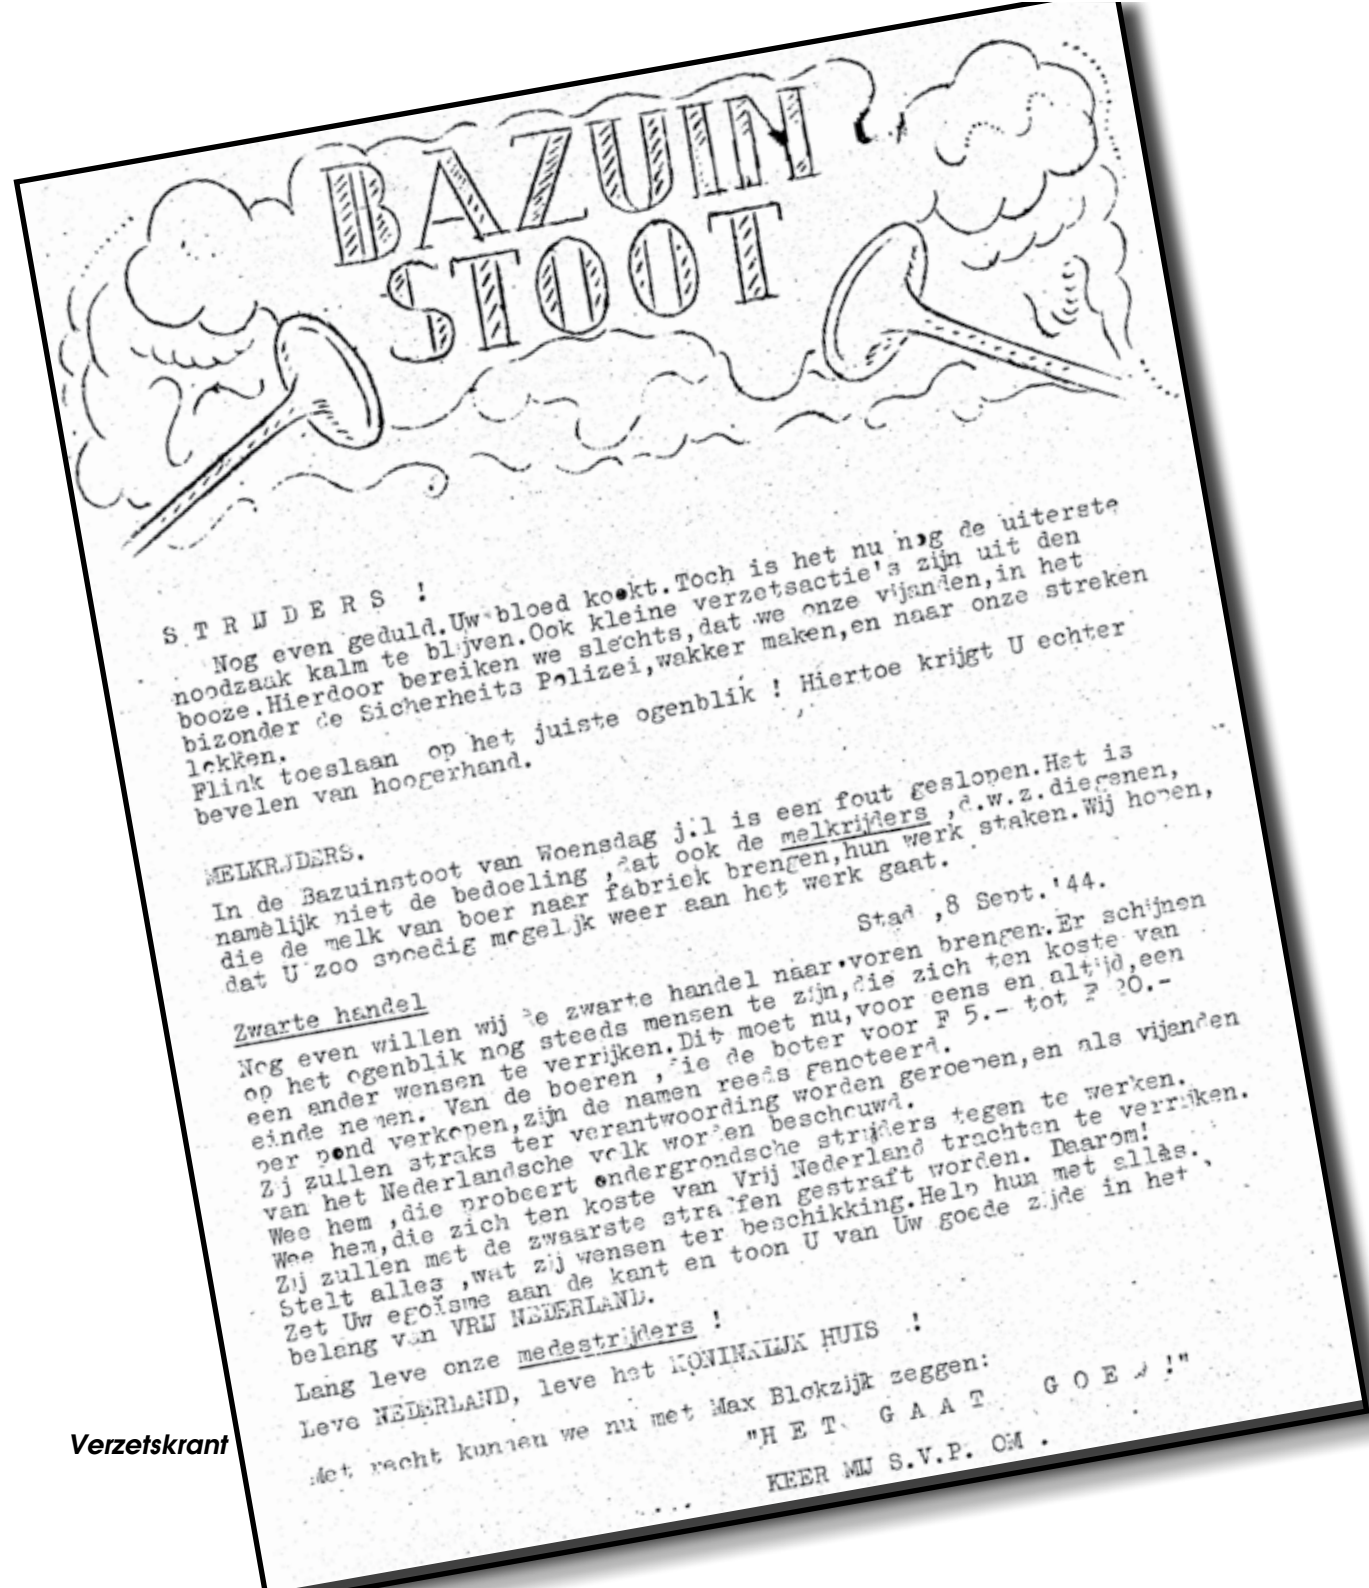 BAZUIN
STOOT
STRIJDERS !
Nog even geduld.Uw bloed kookt.Toch is het nu nog de uiterste
noodzaak kalm te blijven.Ook kleine verzetsactie's zijn uit den
booze.Hierdoor bereiken we slechts,dat we onze vijanden,in het
bizonder de Sicherheits Polizei,wakker maken,en naar onze streken
lokken.
Flink toeslaan op het juiste ogenblik ! Hiertoe krijgt U echter
bevelen van hoogerhand.
MELKRIJDERS.
In de Bazuinstoot van Woensdag j.l is een fout geslopen.Het is
namelijk niet de bedoeling ,dat ook de melkrijders ,d.w.z.diegenen,
die de melk van boer naar fabriek brengen,hun werk staken.Wij hopen,
dat U zoo spoedig mogelijk weer aan het werk gaat.
Stad ,8 Sept.'44.
Zwarte handel
Nog even willen wij de zwarte handel naar voren brengen.Er schijnen
op het ogenblik nog steeds mensen te zijn,die zich ten koste van
een ander wensen te verrijken.Dit moet nu,voor eens en altijd,een
einde nemen. Van de boeren ,die de boter voor F 5.- tot F 20.-
per pond verkopen,zijn de namen reeds genoteerd.
Zij zullen straks ter verantwoording worden geroepen,en als vijanden
van het Nederlandsche volk worden beschouwd.
Wee hem ,die probeert ondergrondsche strijders tegen te werken.
Wee hem,die zich ten koste van Vrij Nederland trachten te verrijken.
Zij zullen met de zwaarste straffen gestraft worden. Daarom!
Stelt alles ,wat zij wensen ter beschikking.Help hun met alles.
Zet Uw egoïsme aan de kant en toon U van Uw goede zijde in het
belang van VRIJ NEDERLAND.
Lang leve onze medestrijders !
Leve NEDERLAND, leve het KONINKLIJK HUIS !
Met recht kunnen we nu met Max Blokzijl zeggen:
"HET GAAT GOED !"
KEER MIJ S.V.P. OM .
Verzetskrant